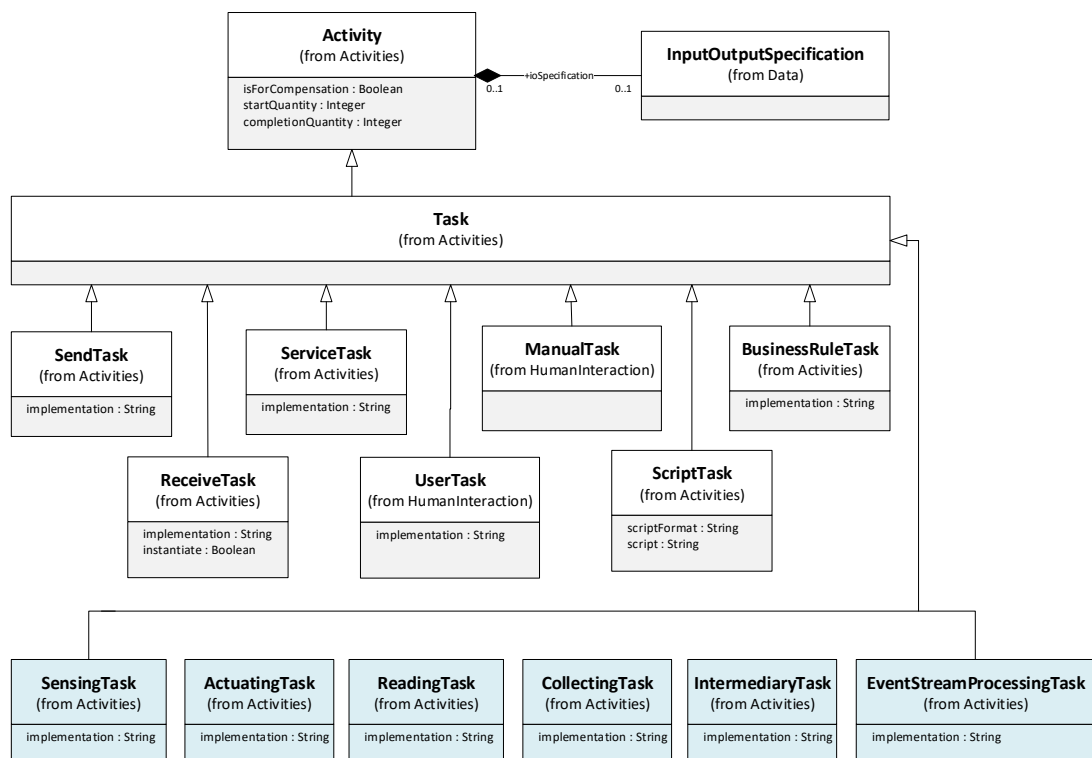 Activity
(from Activities)
isForCompensation : Boolean
startQuantity : Integer
completionQuantity : Integer
+ioSpecification
0..1
0..1
InputOutputSpecification
(from Data)
Task
(from Activities)
SendTask
(from Activities)
implementation : String
ServiceTask
(from Activities)
implementation : String
ManualTask
(from HumanInteraction)
BusinessRuleTask
(from Activities)
implementation : String
ReceiveTask
(from Activities)
implementation : String
instantiate : Boolean
UserTask
(from HumanInteraction)
implementation : String
ScriptTask
(from Activities)
scriptFormat : String
script : String
SensingTask
(from Activities)
implementation : String
ActuatingTask
(from Activities)
implementation : String
ReadingTask
(from Activities)
implementation : String
CollectingTask
(from Activities)
implementation : String
IntermediaryTask
(from Activities)
implementation : String
EventStreamProcessingTask
(from Activities)
implementation : String